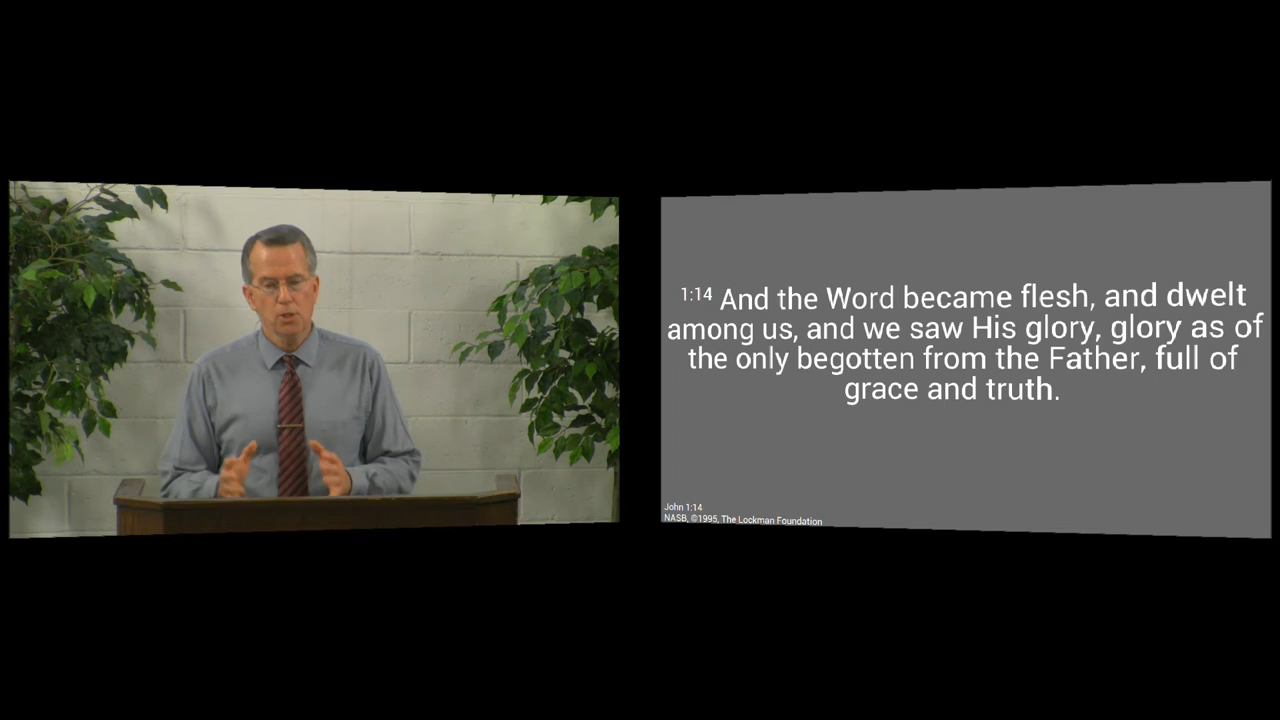 1:14 And the Word became flesh, and dwelt
among us, and we saw His glory, glory as of
the only begotten from the Father, full of
grace and truth.
John 1:14
NASB, ©1995, The Lockman Foundation